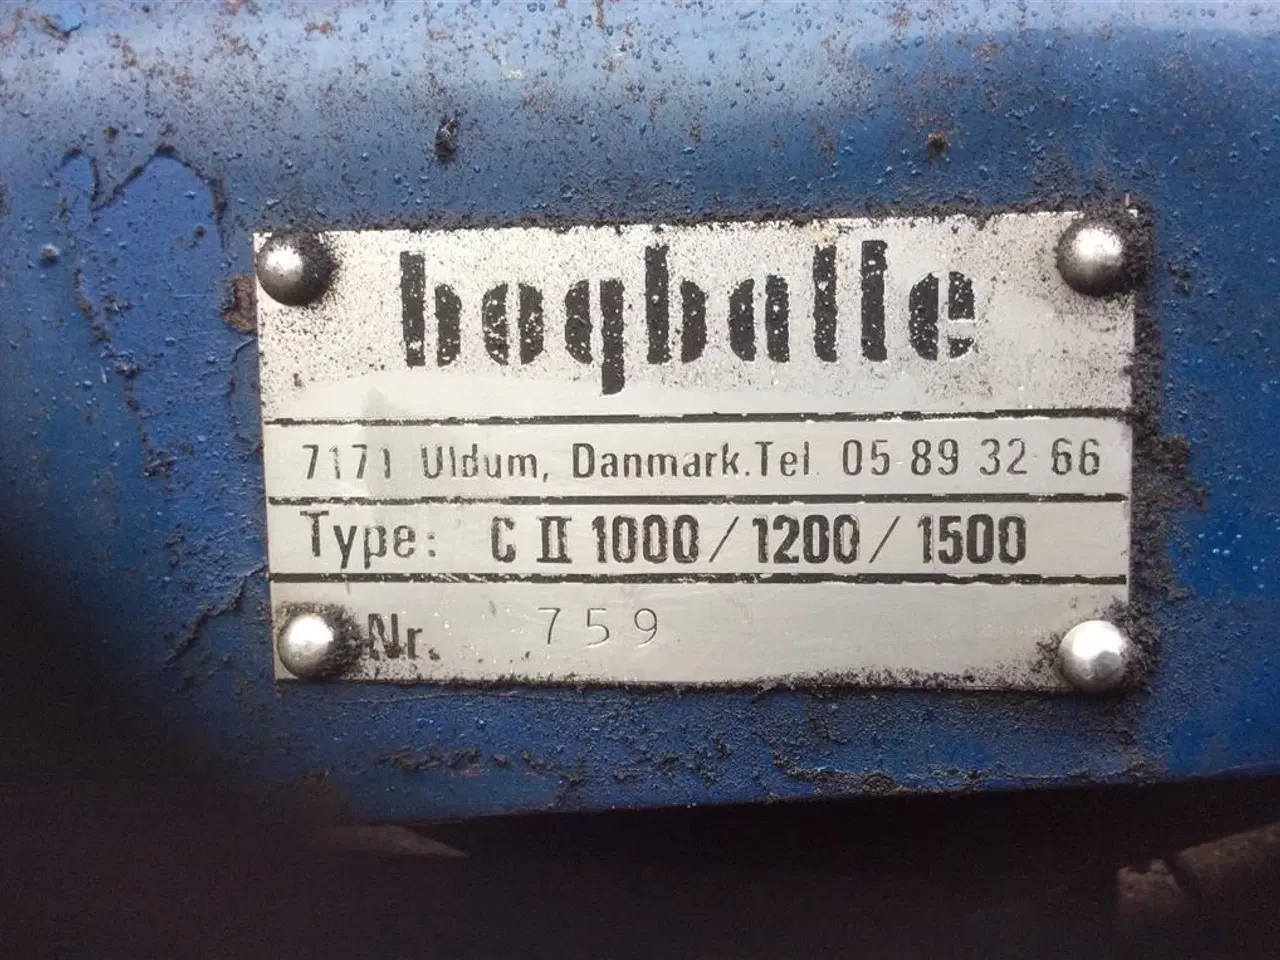 bogballe
7171 Uldum, Danmark. Tel. 05 89 32 66
Type: C II 1000/1200/1500
Nr. 759